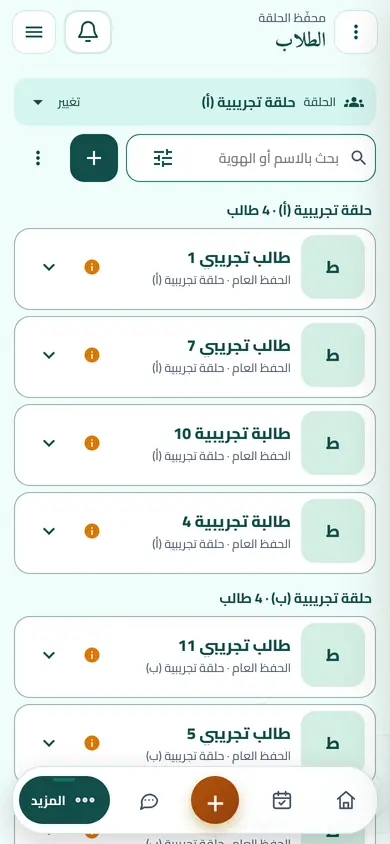 محفّظ الحلقة
الطلاب
الحلقة حلقة تجريبية (أ) تغيير
بحث بالاسم أو الهوية
حلقة تجريبية (أ) · 4 طالب
ط
طالب تجريبي 1
الحفظ العام · حلقة تجريبية (أ)
ط
طالب تجريبي 7
الحفظ العام · حلقة تجريبية (أ)
ط
طالبة تجريبية 10
الحفظ العام · حلقة تجريبية (أ)
ط
طالبة تجريبية 4
الحفظ العام · حلقة تجريبية (أ)
حلقة تجريبية (ب) · 4 طالب
ط
طالب تجريبي 11
الحفظ العام · حلقة تجريبية (ب)
ط
طالب تجريبي 5
الحفظ العام · حلقة تجريبية (ب)
المزيد